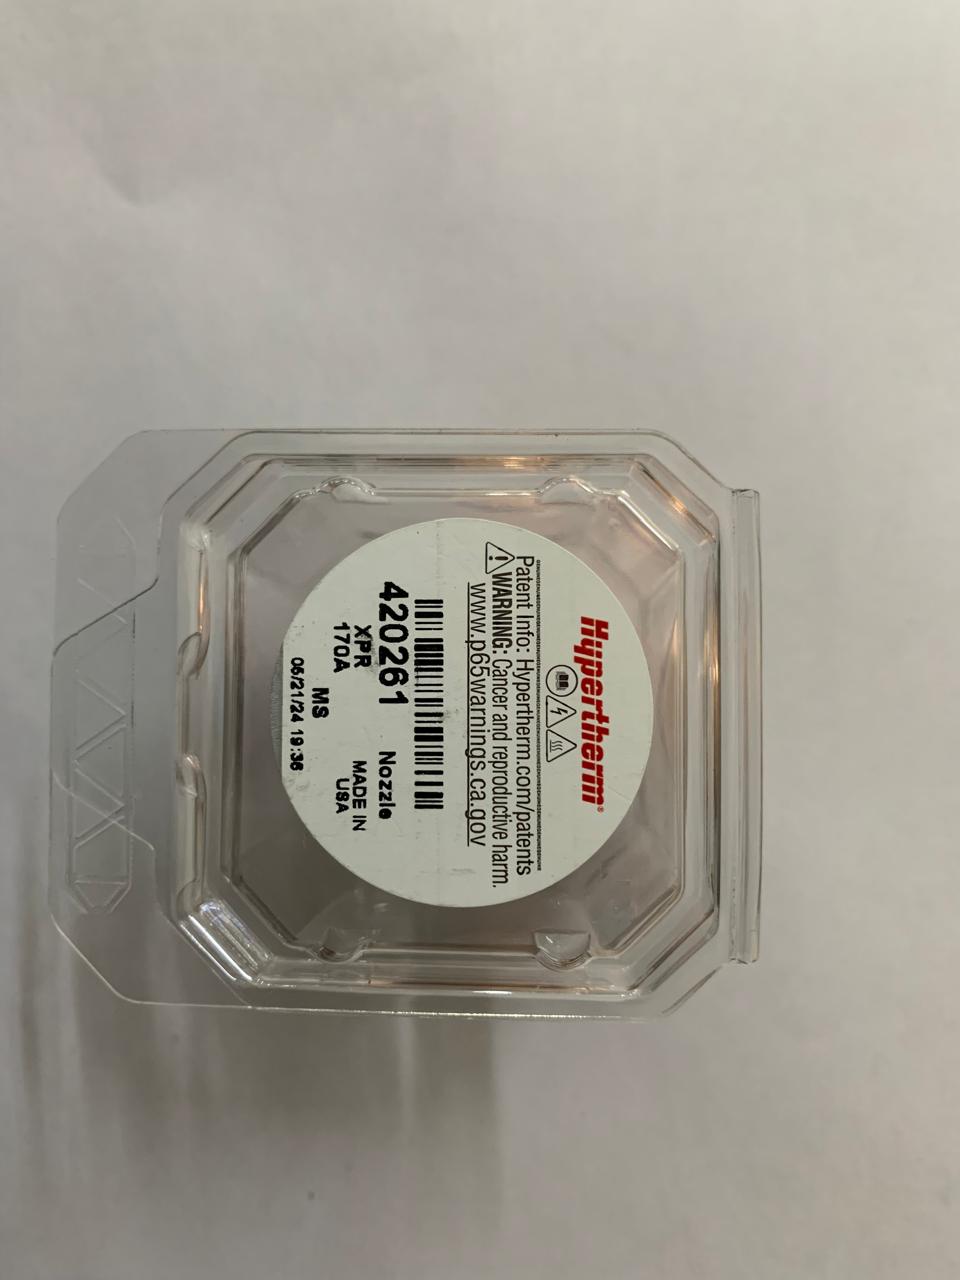 Hypertherm®
Patent Info: Hypertherm.com/patents
WARNING: Cancer and reproductive harm.
www.p65warnings.ca.gov
420261 Nozzle
XPR MADE IN
170A USA
MS
05/21/24 19:36